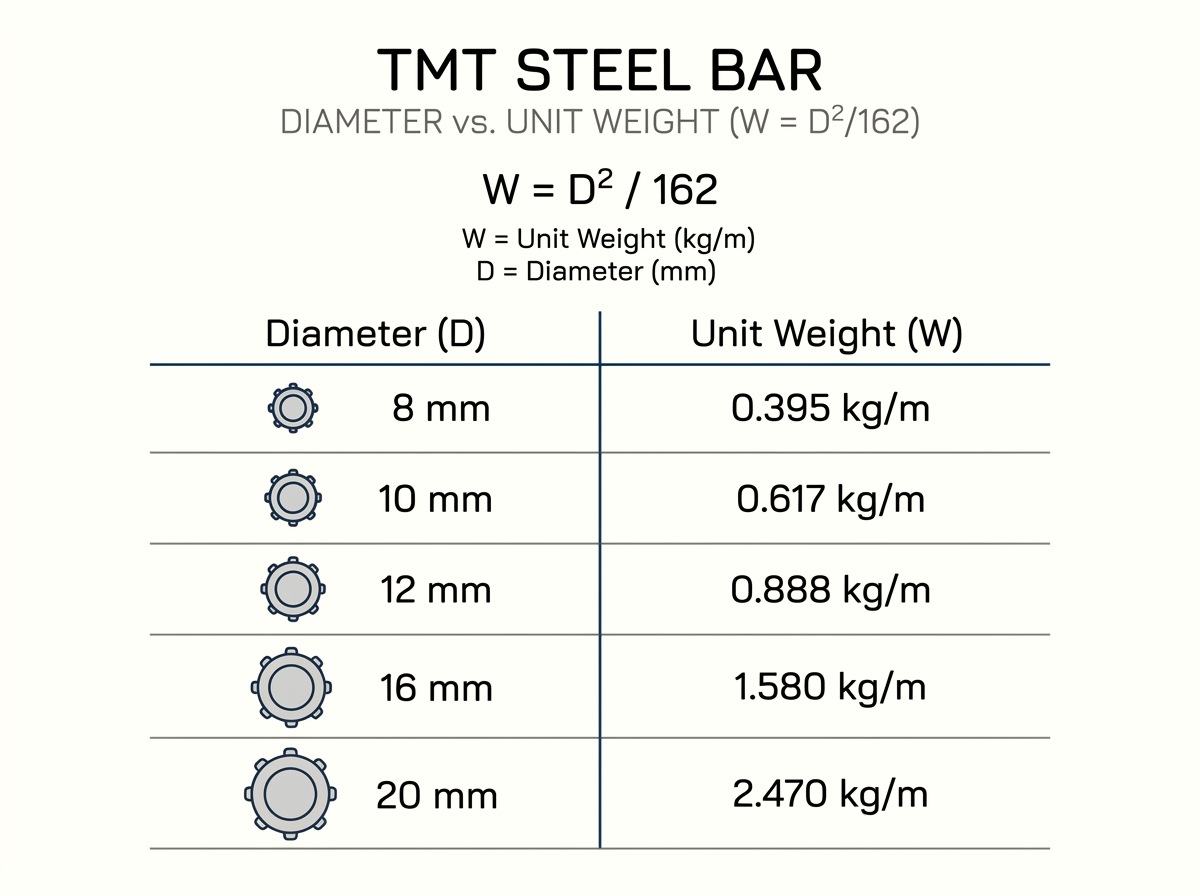 TMT STEEL BAR
DIAMETER vs. UNIT WEIGHT (W = D²/162)
W = D² / 162
W = Unit Weight (kg/m)
D = Diameter (mm)
Diameter (D) Unit Weight (W)
8 mm 0.395 kg/m
10 mm 0.617 kg/m
12 mm 0.888 kg/m
16 mm 1.580 kg/m
20 mm 2.470 kg/m